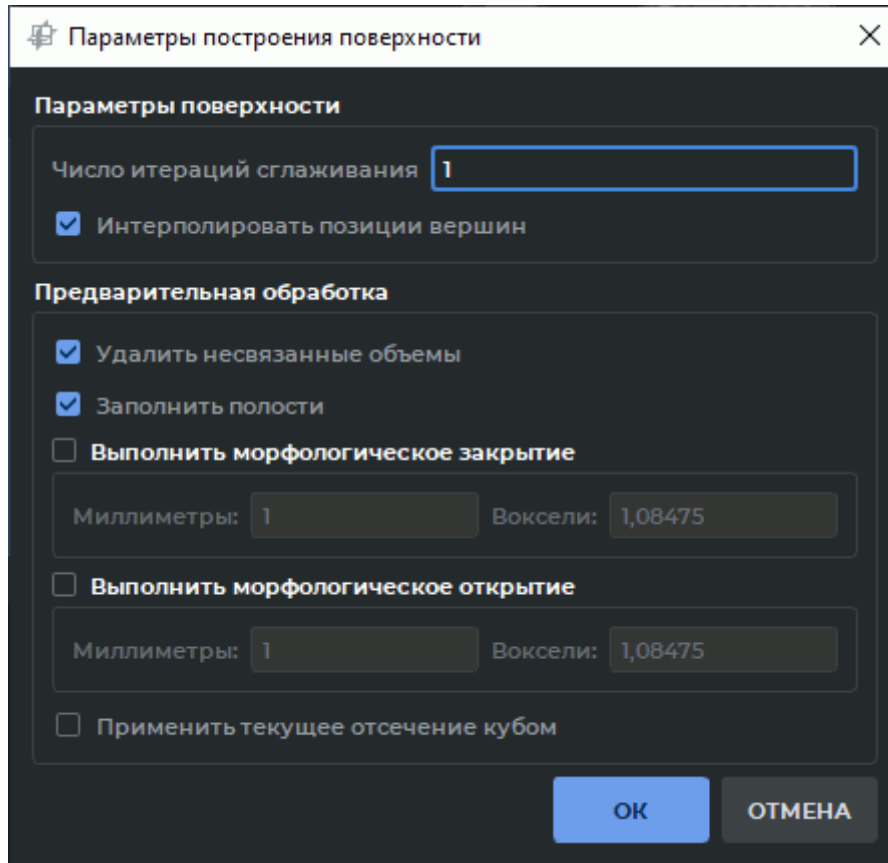 Параметры построения поверхности
Параметры поверхности
Число итераций сглаживания 1
Интерполировать позиции вершин
Предварительная обработка
Удалить несвязанные объемы
Заполнить полости
Выполнить морфологическое закрытие
Миллиметры: 1 Воксели: 1,08475
Выполнить морфологическое открытие
Миллиметры: 1 Воксели: 1,08475
Применить текущее отсечение кубом
ОК ОТМЕНА